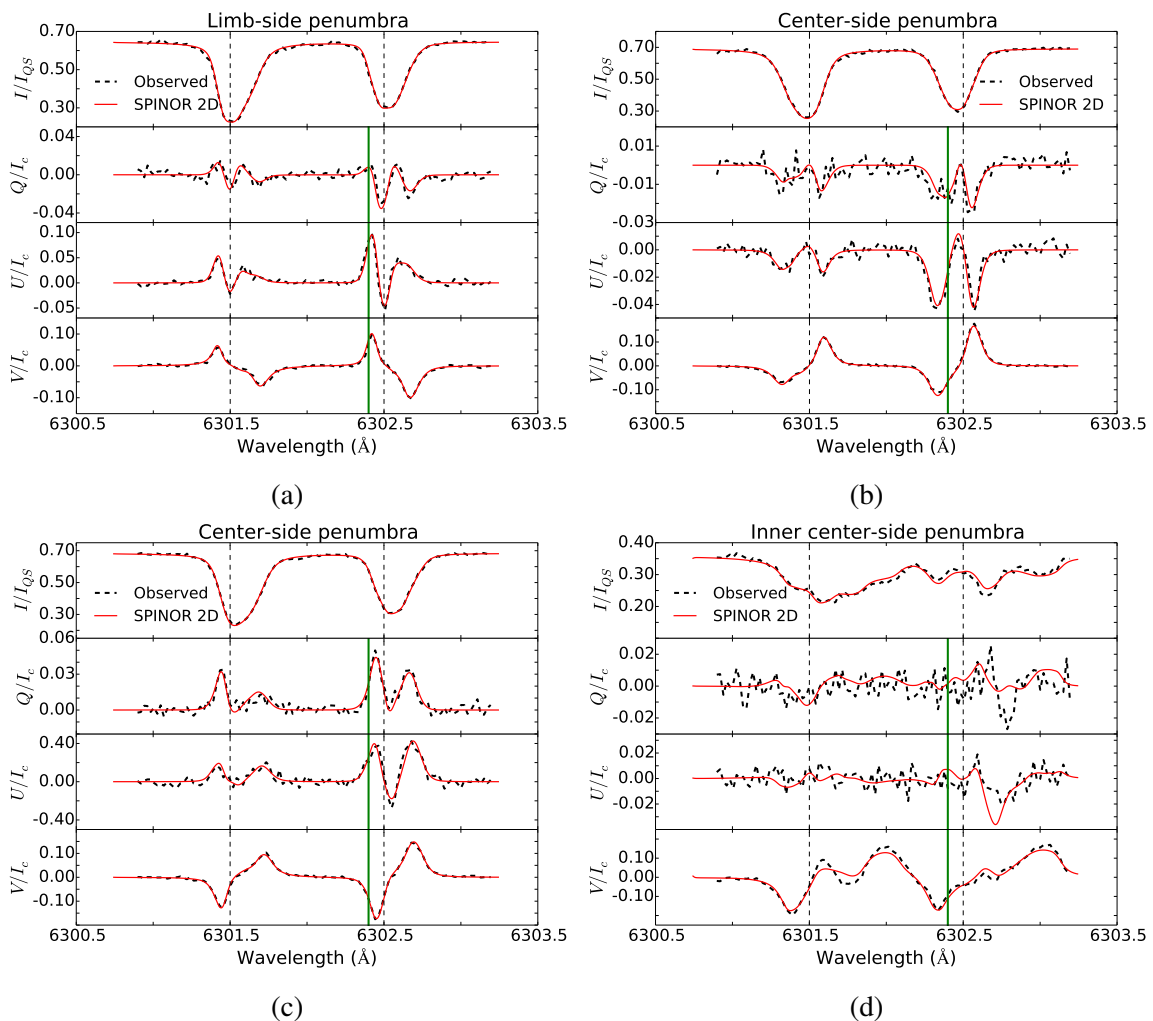 Limb-side penumbra
0.60
0.30
I/I_QS
Observed
SPINOR 2D
0.04
0.00
-0.04
Q/I_c
0.10
0.05
0.00
-0.05
U/I_c
0.10
0.00
-0.10
V/I_c
6300.5 6301.5 6302.5 6303.5
Wavelength (Å)
(a)
Center-side penumbra
0.70
0.50
0.30
I/I_QS
Observed
SPINOR 2D
0.01
-0.01
-0.03
Q/I_c
0.00
-0.02
-0.04
U/I_c
0.10
0.00
-0.10
V/I_c
6300.5 6301.5 6302.5 6303.5
Wavelength (Å)
(b)
Center-side penumbra
0.70
0.50
0.30
I/I_QS
Observed
SPINOR 2D
0.06
0.03
0.00
Q/I_c
0.40
0.00
-0.40
U/I_c
0.10
0.00
-0.10
V/I_c
6300.5 6301.5 6302.5 6303.5
Wavelength (Å)
(c)
Inner center-side penumbra
0.40
0.30
0.20
I/I_QS
Observed
SPINOR 2D
0.02
0.00
-0.02
Q/I_c
0.02
0.00
-0.02
U/I_c
0.10
0.00
-0.10
V/I_c
6300.5 6301.5 6302.5 6303.5
Wavelength (Å)
(d)